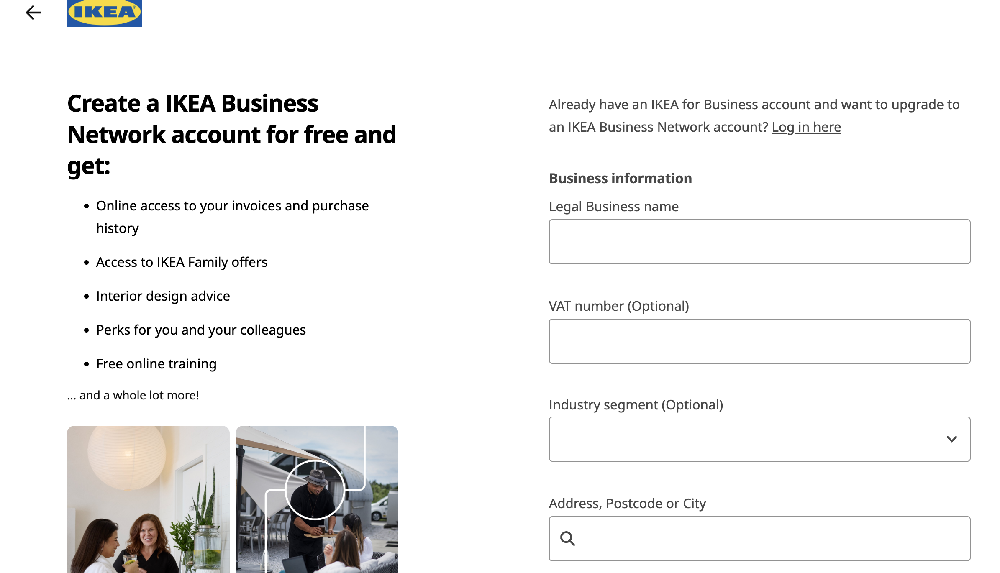 IKEA
Create a IKEA Business
Network account for free and
get:
Online access to your invoices and purchase
history
Access to IKEA Family offers
Interior design advice
Perks for you and your colleagues
Free online training
... and a whole lot more!
Already have an IKEA for Business account and want to upgrade to
an IKEA Business Network account? Log in here
Business information
Legal Business name
VAT number (Optional)
Industry segment (Optional)
Address, Postcode or City